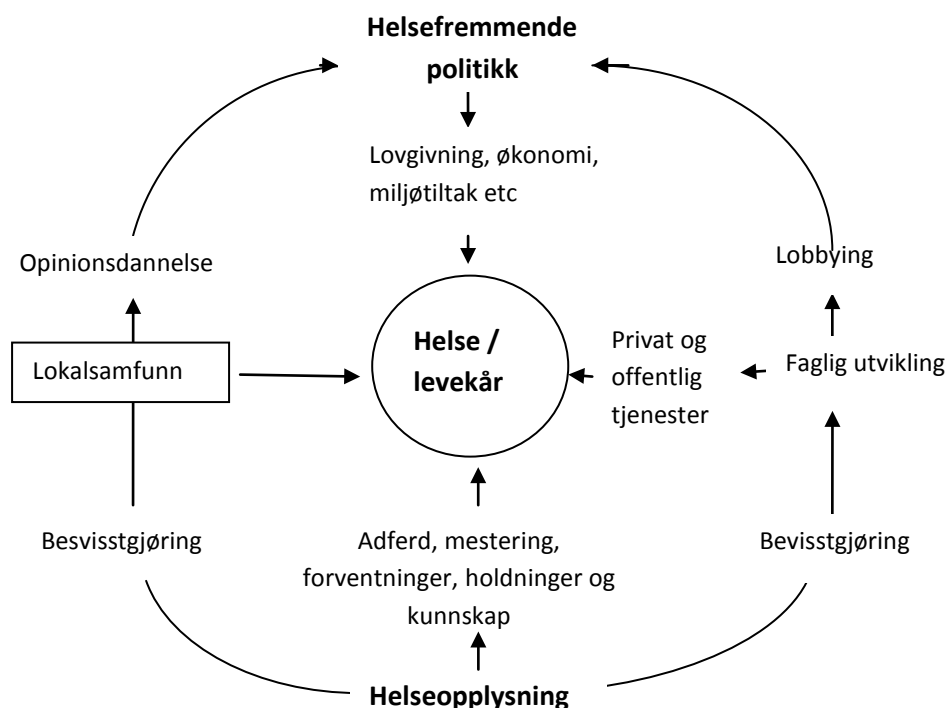 Helsefremmende
politikk
Lovgivning, økonomi,
miljøtiltak etc
Opinionsdannelse
Lobbying
Lokalsamfunn
Helse /
levekår
Privat og
offentlig
tjenester
Faglig utvikling
Besvisstgjøring
Adferd, mestering,
forventninger, holdninger og
kunnskap
Bevisstgjøring
Helseopplysning